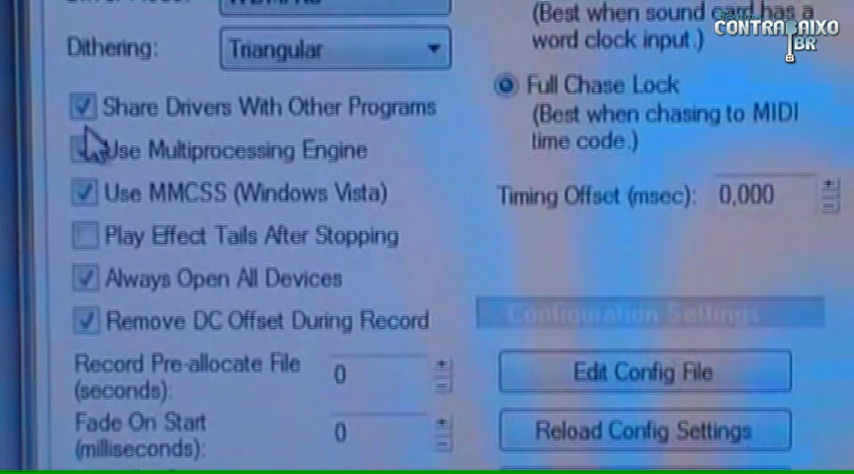 Dithering:
Triangular
Share Drivers With Other Programs
Use Multiprocessing Engine
Use MMCSS (Windows Vista)
Play Effect Tails After Stopping
Always Open All Devices
Remove DC Offset During Record
Record Pre-allocate File
(seconds):
0
Fade On Start
(milliseconds):
0
(Best when sound card has a
word clock input.)
Full Chase Lock
(Best when chasing to MIDI
time code.)
Timing Offset (msec):
0,000
Configuration Settings
Edit Config File
Reload Config Settings
CONTRABAIXO
BR